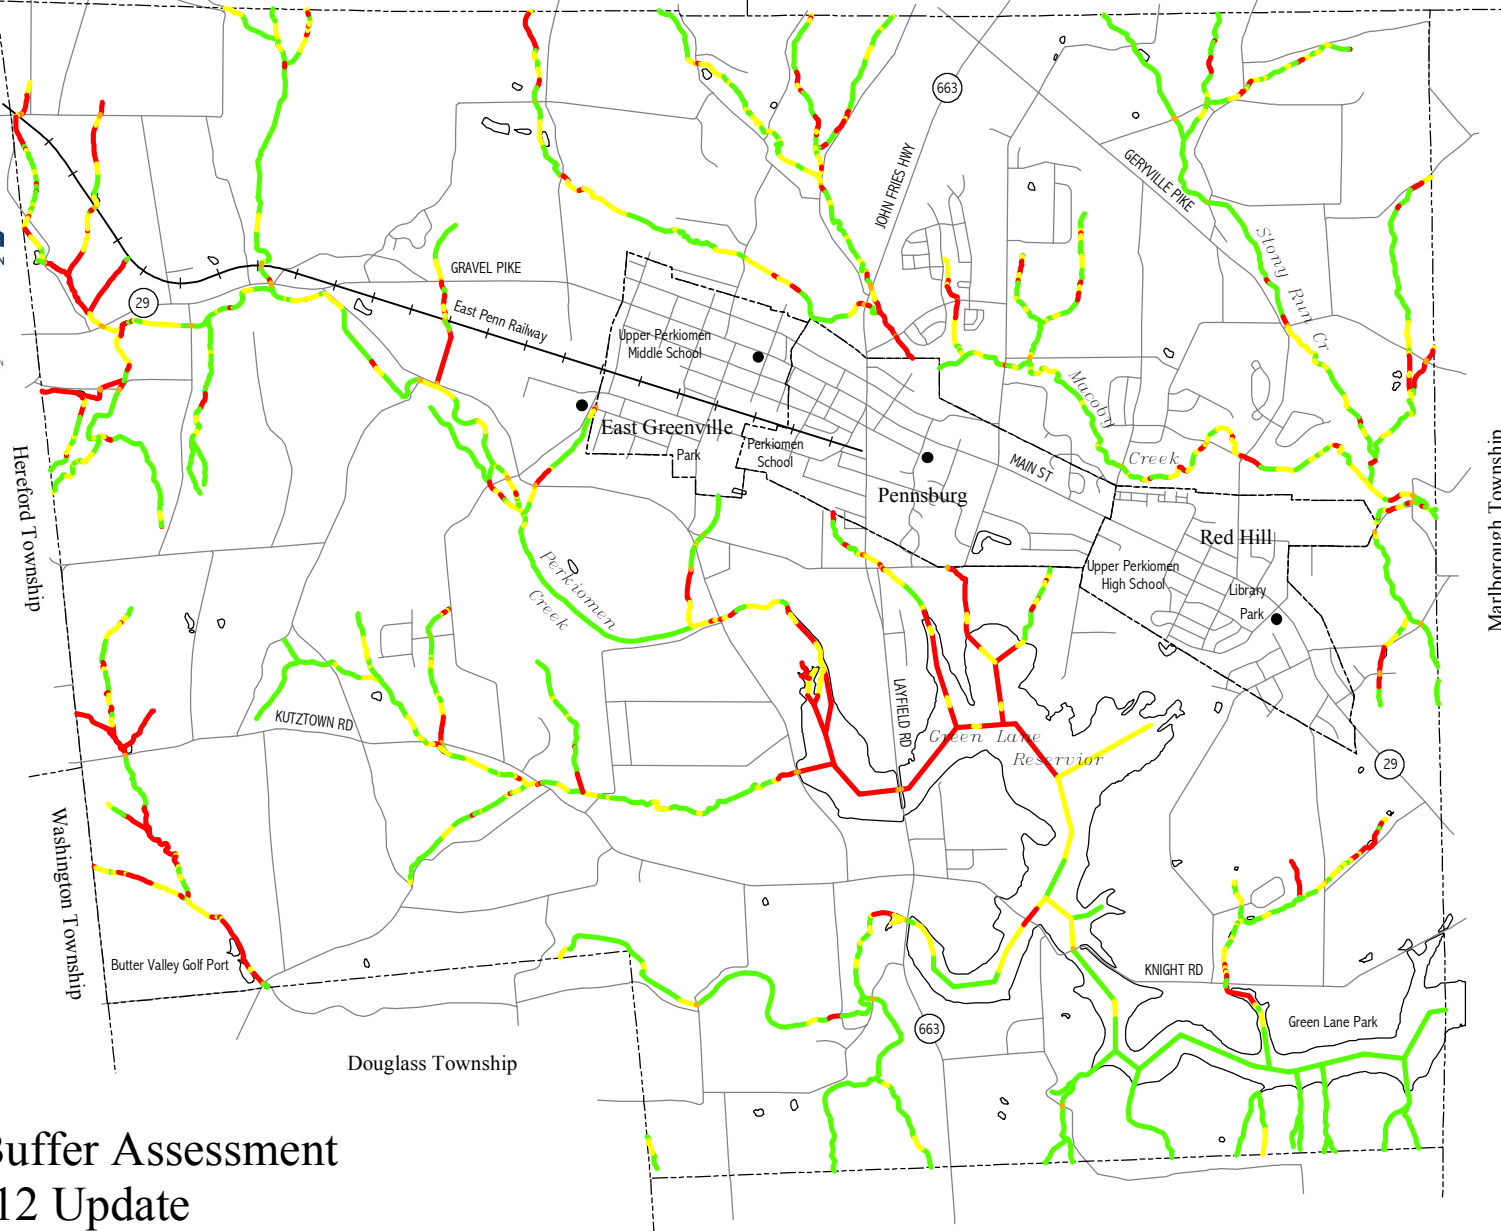 663
JOHN FRIES HWY
GERYVILLE PIKE
Stony Run Cr
N
GRAVEL PIKE
29
East Penn Railway
Upper Perkiomen
Middle School
Macoby
Creek
East Greenville
Park
Perkiomen
School
MAIN ST
Pennsburg
Red Hill
Hereford Township
Marlborough Township
Upper Perkiomen
High School
Library
Park
Perkiomen
Creek
LAYFIELD RD
KUTZTOWN RD
Green Lane
Reservior
29
Washington Township
Butter Valley Golf Port
KNIGHT RD
Green Lane Park
663
Douglass Township
Buffer Assessment
12 Update